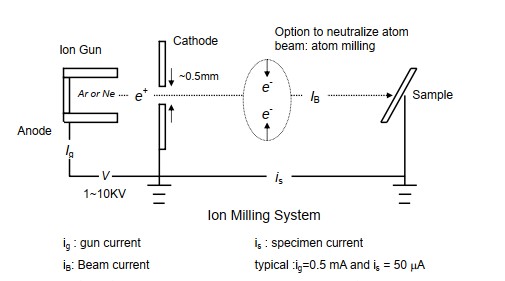 Option to neutralize atom
beam: atom milling
Cathode
Ion Gun
~0.5mm
Ar or Ne
e⁺
e⁻
I_B
Sample
e⁻
Anode
I_g
V
i_s
1~10KV
Ion Milling System
i_g : gun current
i_s : specimen current
i_B: Beam current
typical :i_g=0.5 mA and i_s = 50 µA